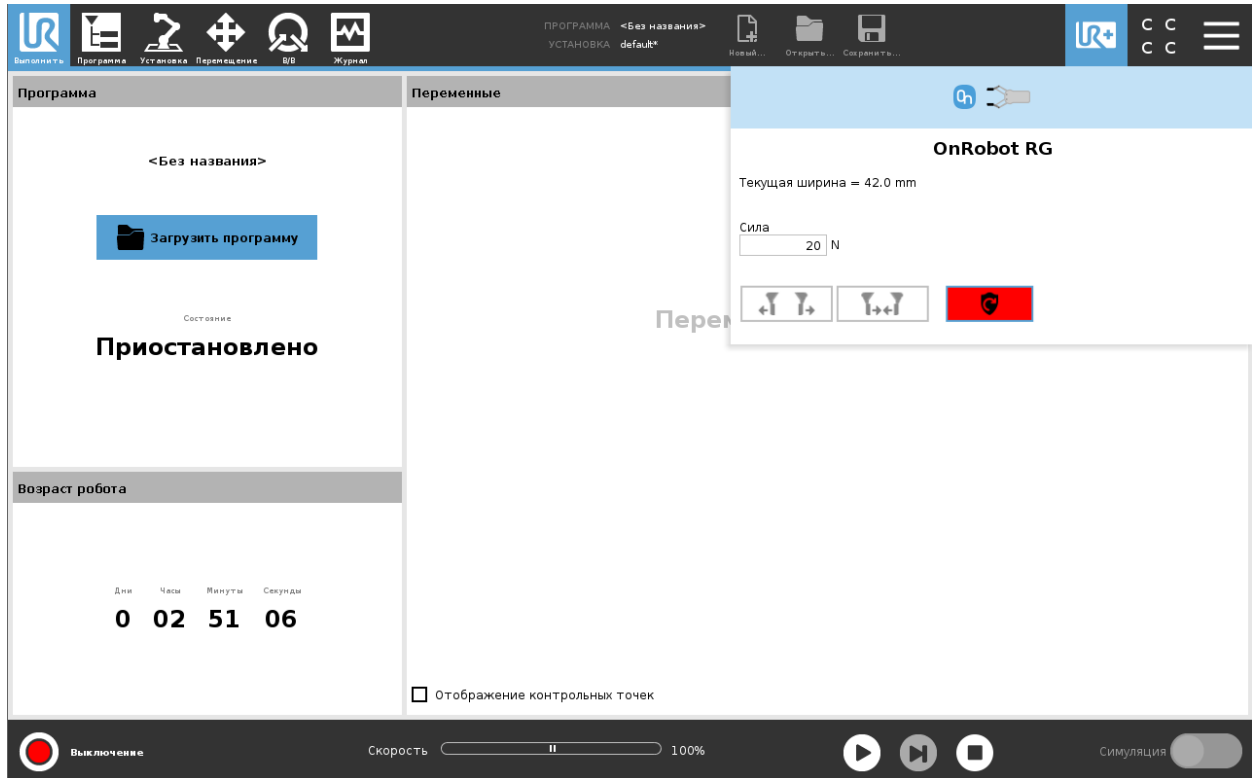 ПРОГРАММА <Без названия>
УСТАНОВКА default*
Выполнить Программа Установка Перемещение В/В Журнал
Новый... Открыть... Сохранить...
UR+
C C
C C
Программа
Переменные
<Без названия>
Загрузить программу
Состояние
Приостановлено
Перем
OnRobot RG
Текущая ширина = 42.0 mm
Сила
20 N
Возраст робота
Дни Часы Минуты Секунды
0 02 51 06
Отображение контрольных точек
Выключение
Скорость 100%
Симуляция